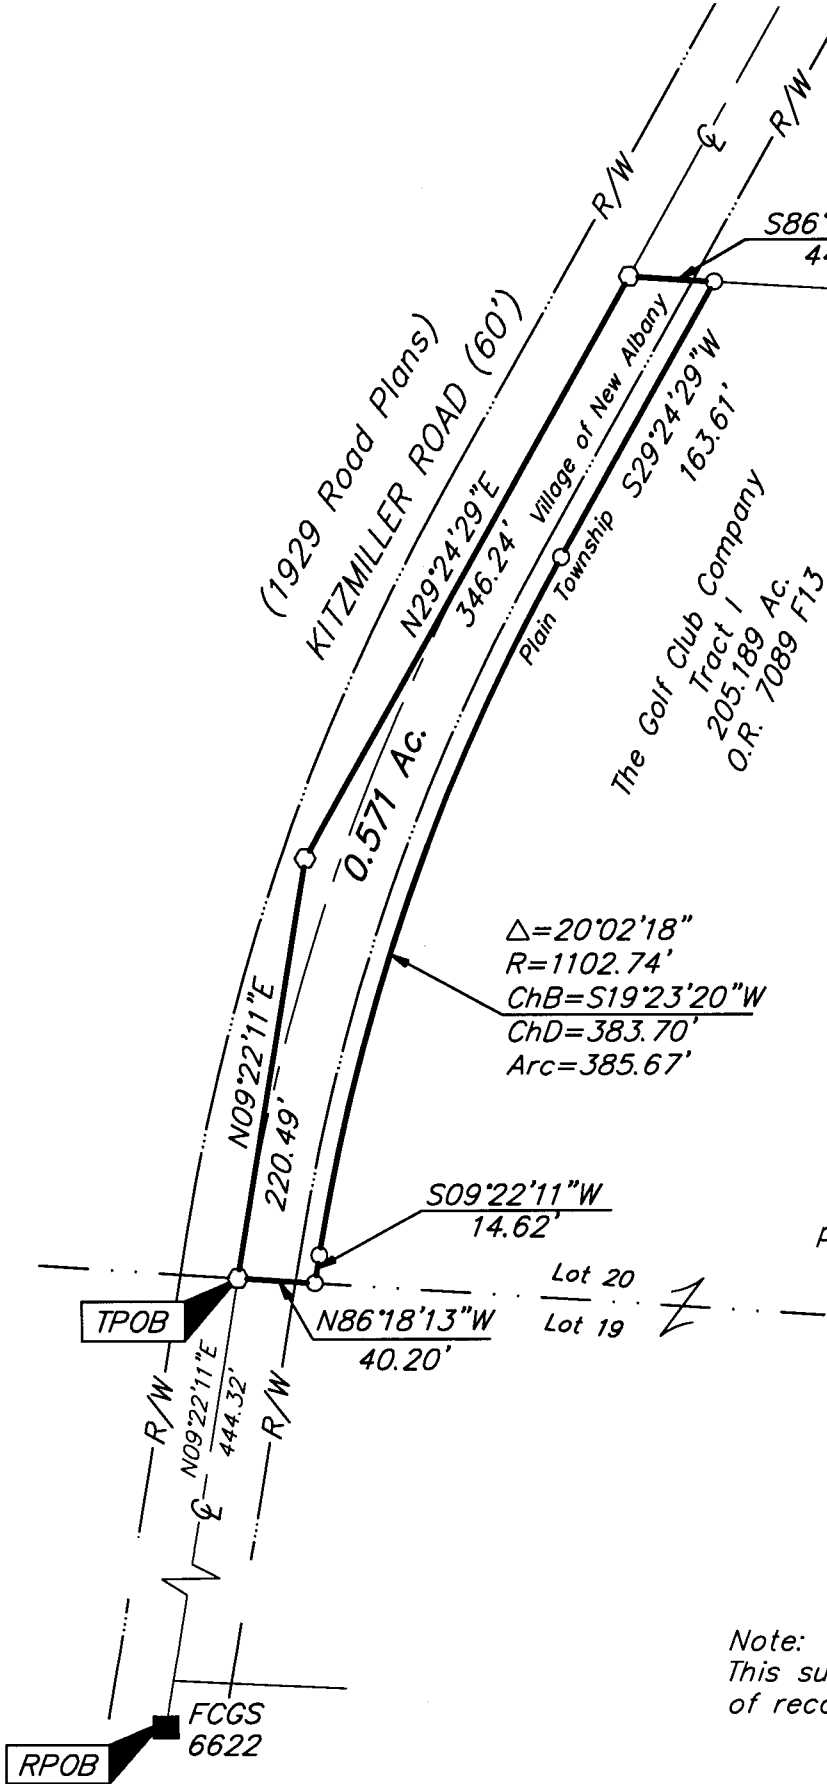 R/W
R/W
℄
S86°
44
(1929 Road Plans)
KITZMILLER ROAD (60')
N29°24'29"E
346.24'
Village of New Albany
Plain Township
S29°24'29"W
163.61'
The Golf Club Company
Tract I
205.189 Ac.
O.R. 7089 F13
0.571 Ac.
△=20°02'18"
R=1102.74'
ChB=S19°23'20"W
ChD=383.70'
Arc=385.67'
N09°22'11"E
220.49'
S09°22'11"W
14.62'
P
Lot 20
Lot 19
TPOB
N86°18'13"W
40.20'
R/W
N09°22'11"E
444.32'
R/W
℄
Note:
This su
of reco
FCGS
6622
RPOB